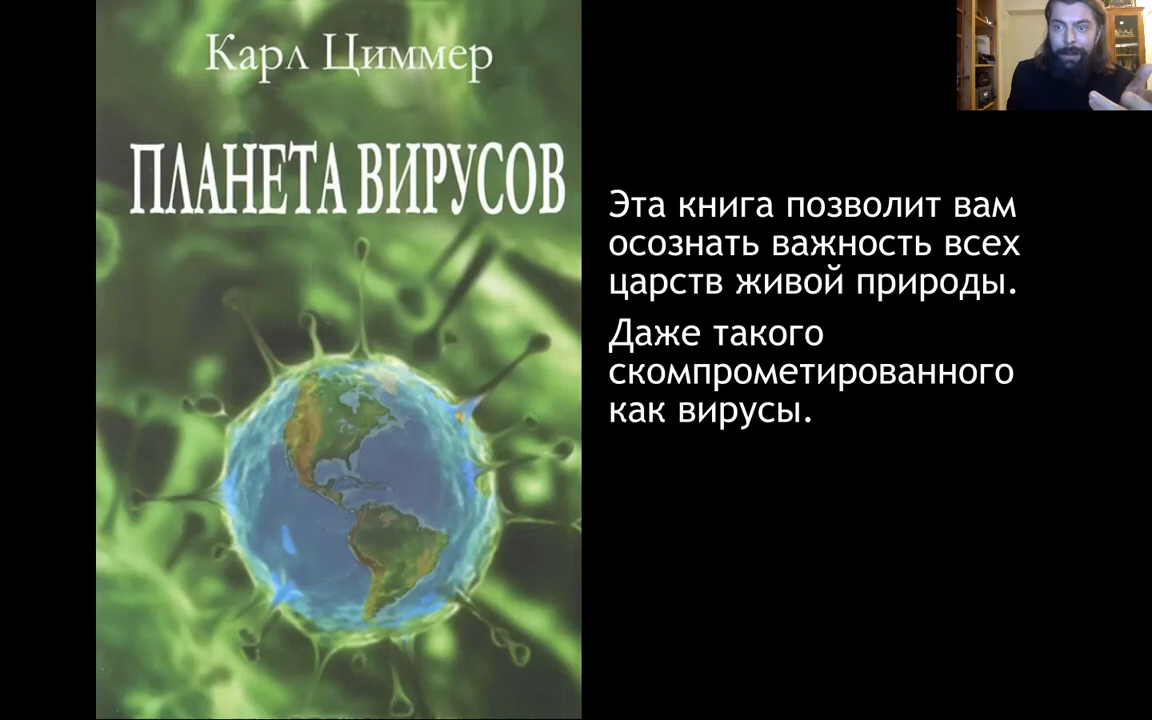 Карл Циммер
ПЛАНЕТА ВИРУСОВ
Эта книга позволит вам
осознать важность всех
царств живой природы.
Даже такого
скомпрометированного
как вирусы.